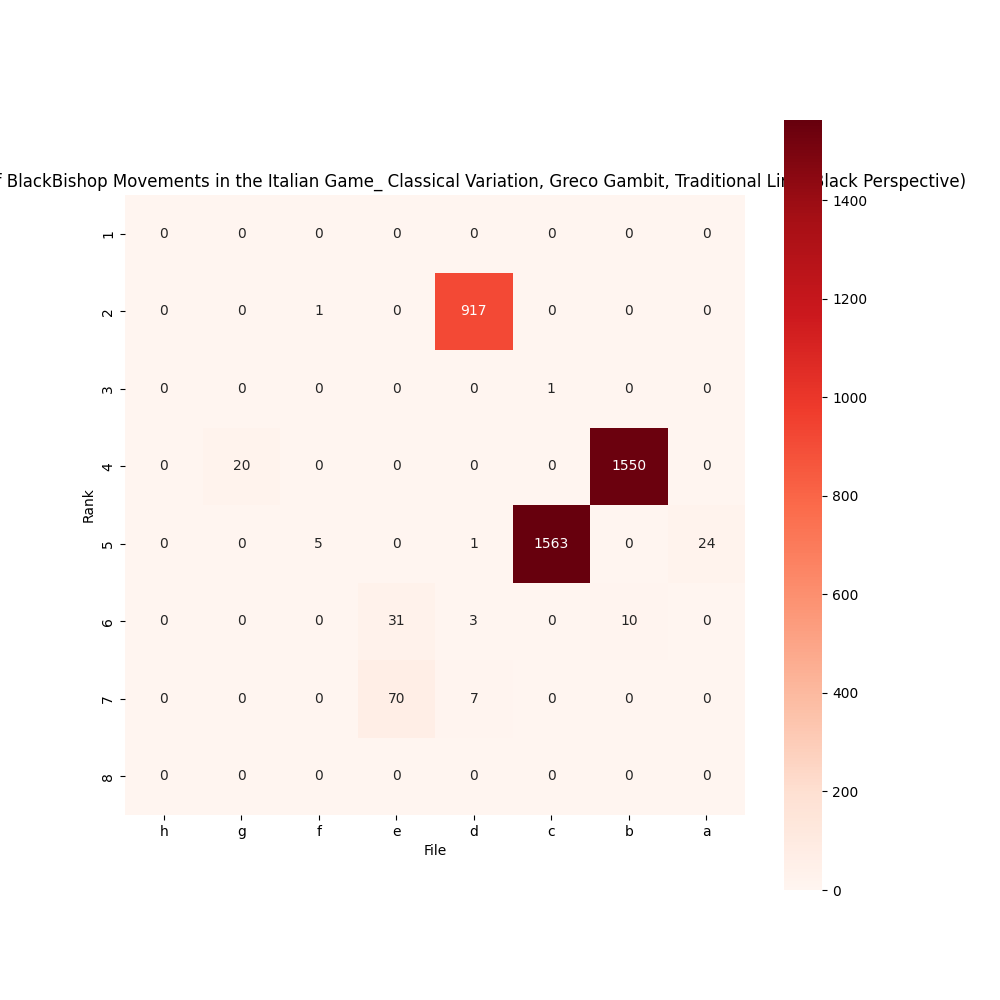 BlackBishop Movements in the Italian Game_ Classical Variation, Greco Gambit, Traditional Black Perspective)
1400
1 0 0 0 0 0 0 0 0
1200
2 0 0 1 0 917 0 0 0
1000
3 0 0 0 0 0 1 0 0
800
4 0 20 0 0 0 0 1550 0
Rank
5 0 0 5 0 1 1563 0 24
600
6 0 0 0 31 3 0 10 0
400
7 0 0 0 70 7 0 0 0
200
8 0 0 0 0 0 0 0 0
h g f e d c b a
File
0